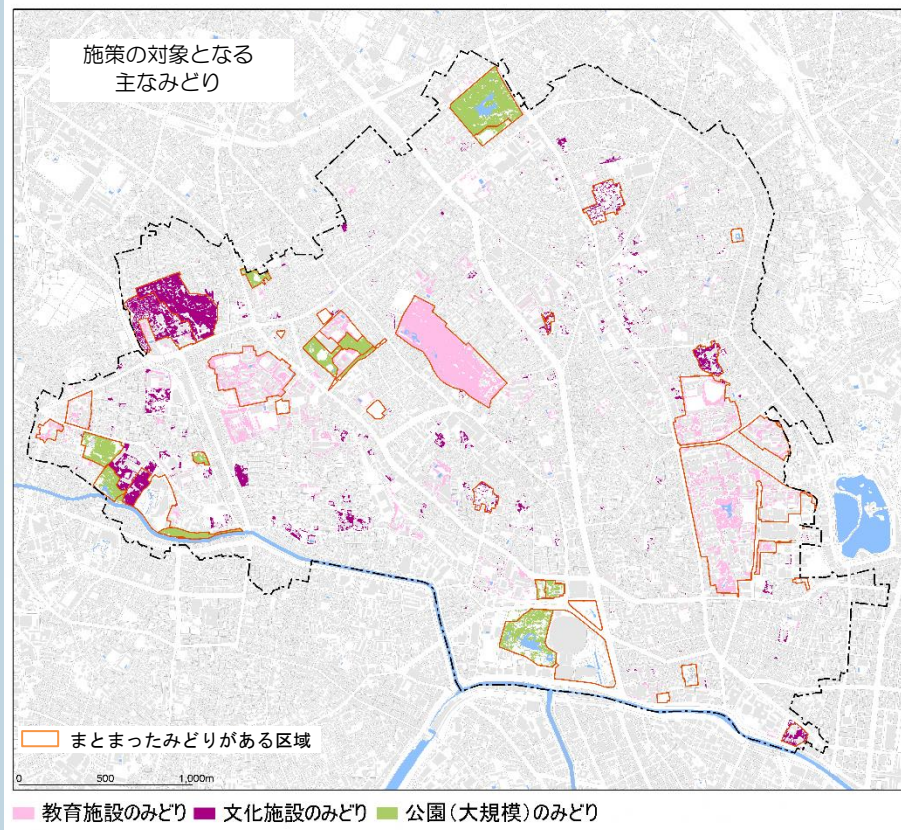 施策の対象となる
主なみどり
まとまったみどりがある区域
0 500 1,000m
教育施設のみどり 文化施設のみどり 公園(大規模)のみどり